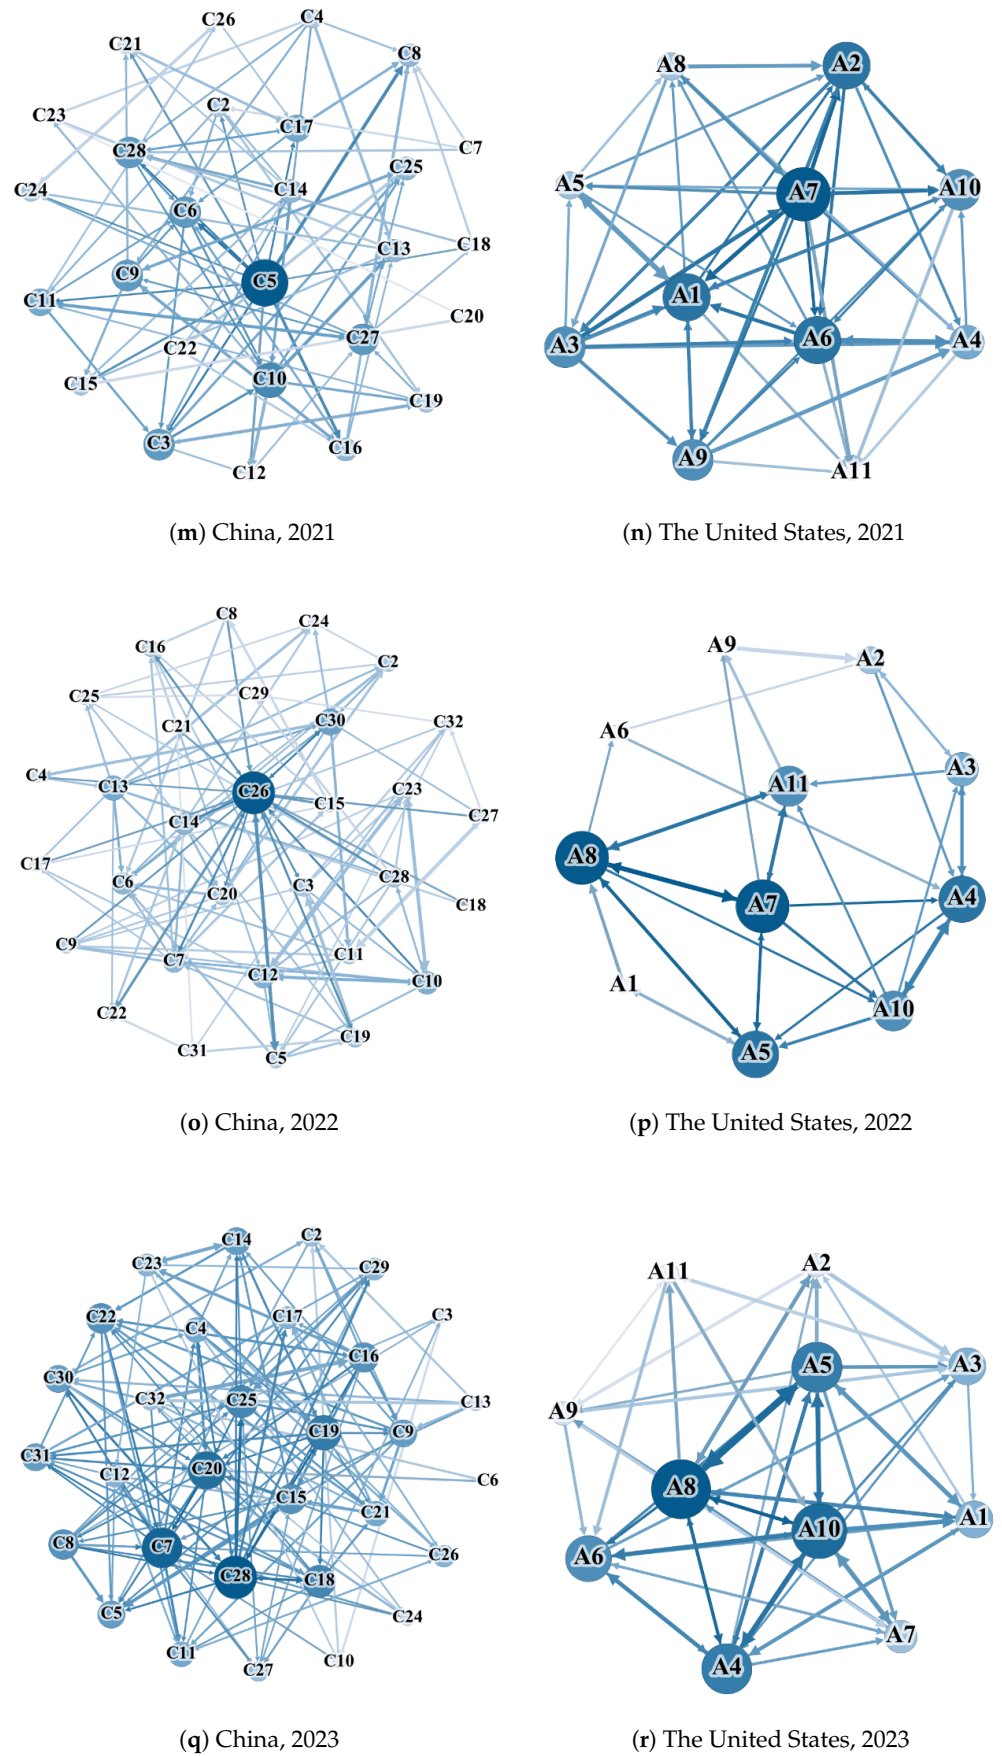 C26
C4
C21
C8
C23
C2
C17
C7
C28
C25
C24
C14
C6
C13
C18
C9
C5
C11
C20
C22
C27
C15
C10
C19
C3
C16
C12
A8
A2
A5
A7
A10
A1
A3
A6
A4
A9
A11
(m) China, 2021
(n) The United States, 2021
C8
C24
C16
C2
C25
C29
C21
C30
C32
C4
C13
C26
C15
C23
C27
C14
C17
C6
C20
C3
C28
C18
C9
C7
C12
C11
C10
C22
C31
C5
C19
A9
A2
A6
A11
A3
A8
A7
A4
A1
A10
A5
(o) China, 2022
(p) The United States, 2022
C14
C2
C23
C29
C22
C4
C17
C3
C16
C30
C32
C25
C13
C31
C19
C9
C12
C20
C6
C15
C21
C8
C7
C26
C28
C18
C5
C24
C11
C27
C10
A11
A2
A5
A3
A9
A8
A10
A1
A6
A7
A4
(q) China, 2023
(r) The United States, 2023